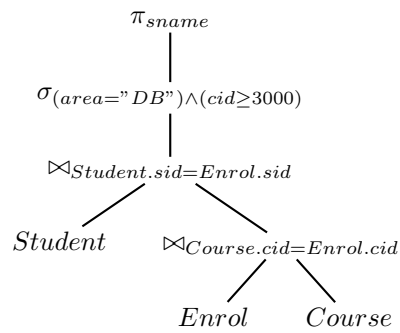 π_sname
σ_(area="DB")∧(cid≥3000)
⋈_Student.sid=Enrol.sid
Student ⋈_Course.cid=Enrol.cid
Enrol Course